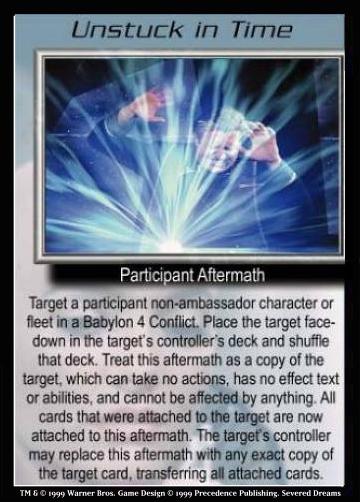 Unstuck in Time
Participant Aftermath
Target a participant non-ambassador character or
fleet in a Babylon 4 Conflict. Place the target face-
down in the target's controller's deck and shuffle
that deck. Treat this aftermath as a copy of the
target, which can take no actions, has no effect text
or abilities, and cannot be affected by anything. All
cards that were attached to the target are now
attached to this aftermath. The target's controller
may replace this aftermath with any exact copy of
the target card, transferring all attached cards.
TM & © 1999 Warner Bros. Game Design © 1999 Precedence Publishing. Severed Dreams